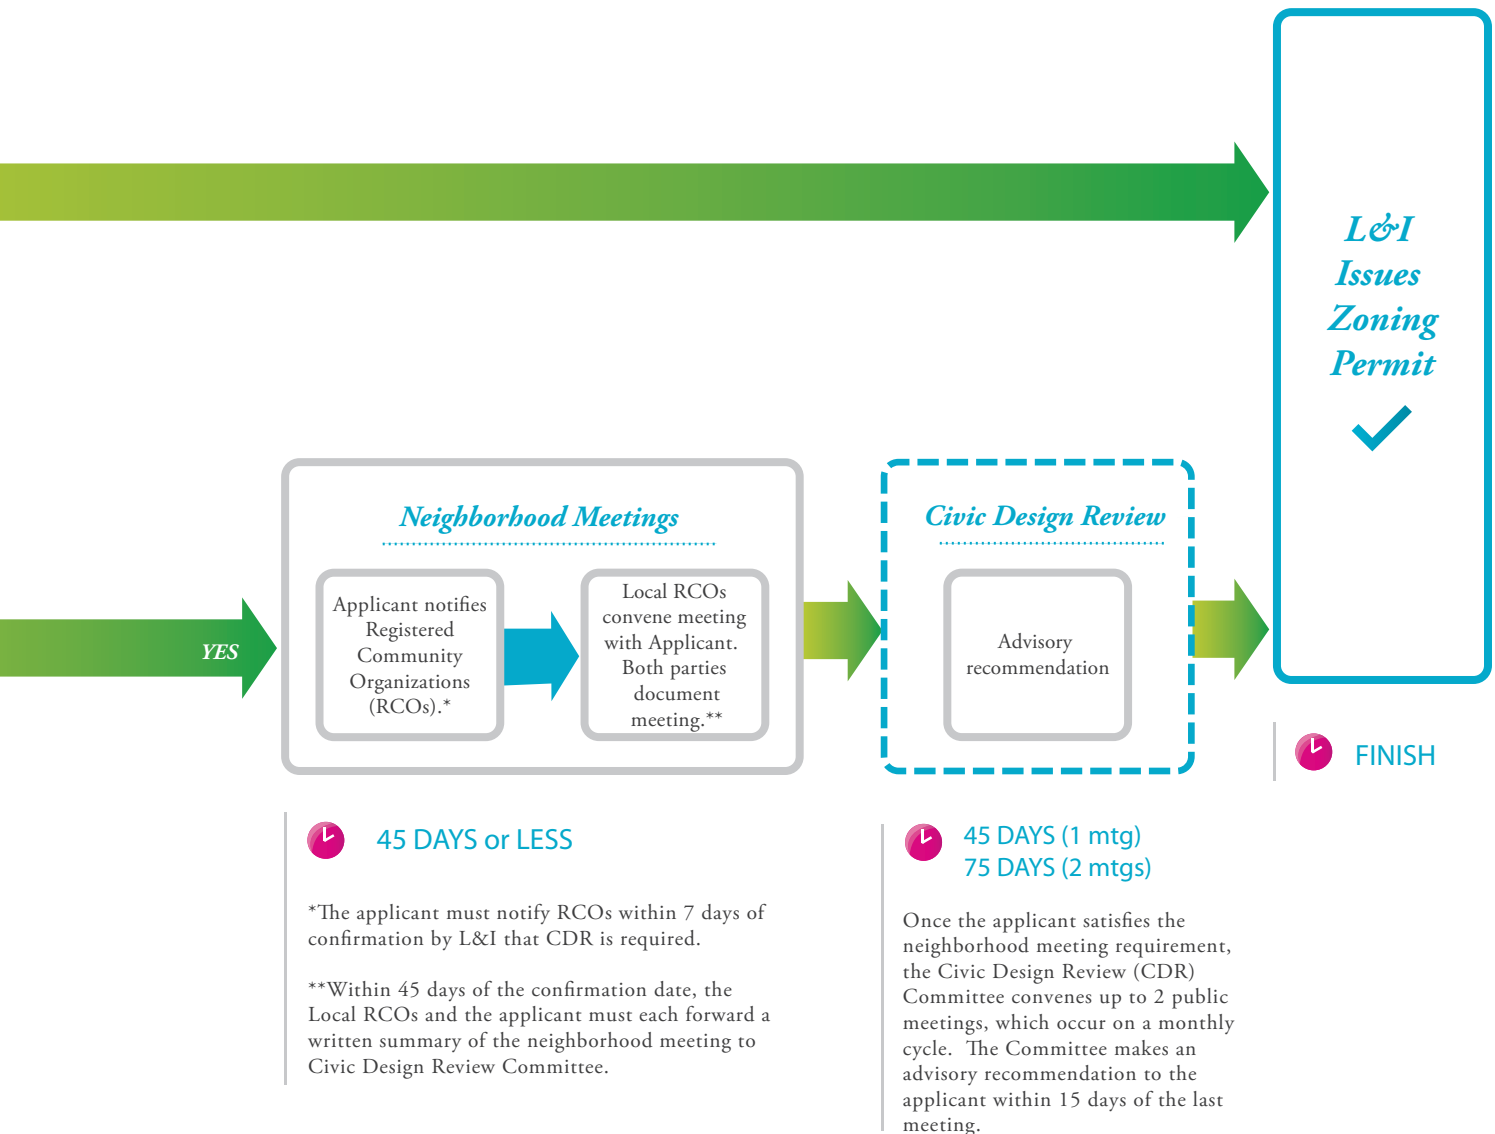 L&I
Issues
Zoning
Permit
YES
Neighborhood Meetings
Applicant notifies
Registered
Community
Organizations
(RCOs).*
Local RCOs
convene meeting
with Applicant.
Both parties
document
meeting.**
Civic Design Review
Advisory
recommendation
45 DAYS or LESS
*The applicant must notify RCOs within 7 days of
confirmation by L&I that CDR is required.
**Within 45 days of the confirmation date, the
Local RCOs and the applicant must each forward a
written summary of the neighborhood meeting to
Civic Design Review Committee.
45 DAYS (1 mtg)
75 DAYS (2 mtgs)
Once the applicant satisfies the
neighborhood meeting requirement,
the Civic Design Review (CDR)
Committee convenes up to 2 public
meetings, which occur on a monthly
cycle.  The Committee makes an
advisory recommendation to the
applicant within 15 days of the last
meeting.
FINISH